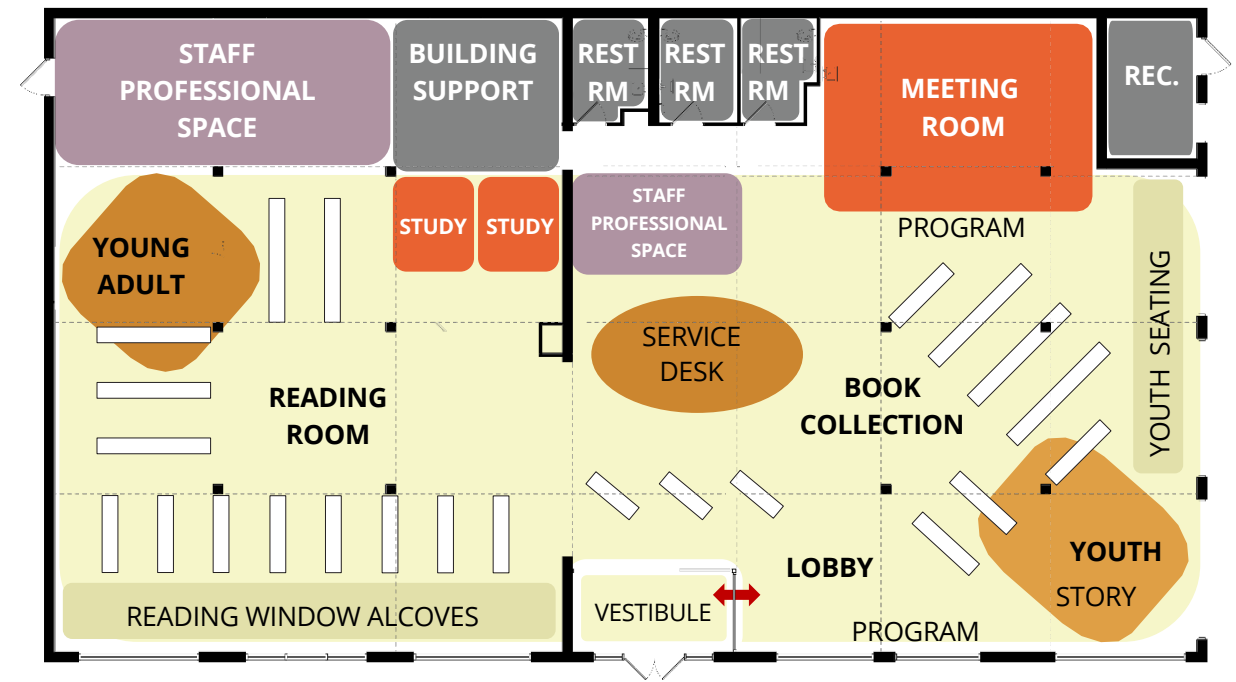 STAFF
PROFESSIONAL
SPACE
BUILDING
SUPPORT
REST
RM
REST
RM
REST
RM
MEETING
ROOM
REC.
STUDY
STUDY
STAFF
PROFESSIONAL
SPACE
PROGRAM
YOUNG
ADULT
YOUTH SEATING
SERVICE
DESK
READING
ROOM
BOOK
COLLECTION
LOBBY
YOUTH
STORY
READING WINDOW ALCOVES
VESTIBULE
PROGRAM